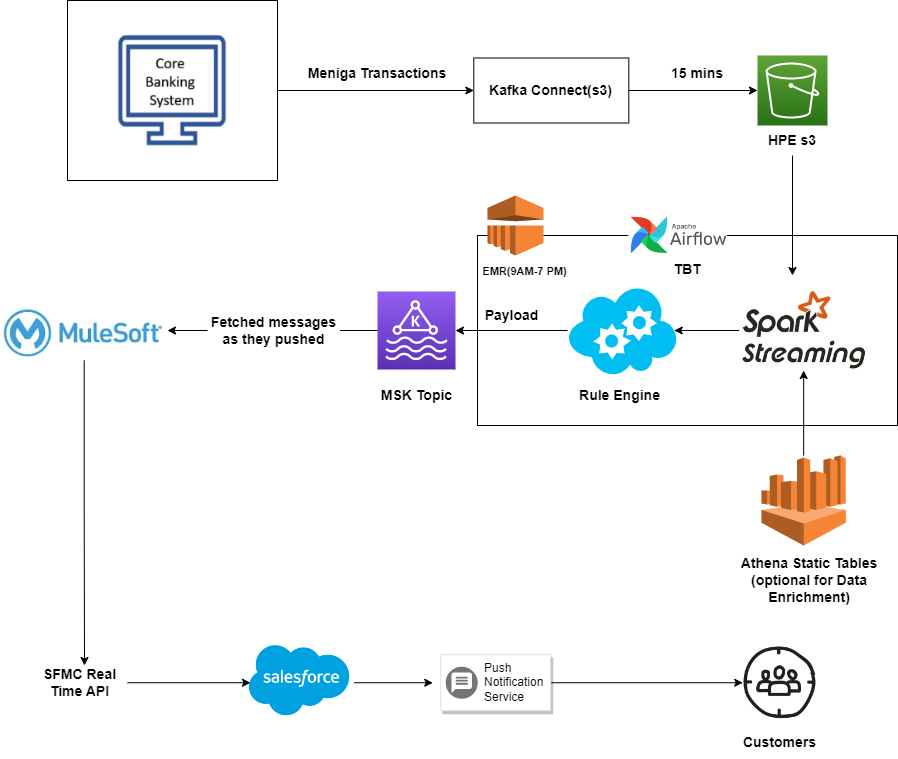 Core
Banking
System
Meniga Transactions
Kafka Connect(s3)
15 mins
HPE s3
EMR(9AM-7 PM)
Apache
Airflow
TBT
MuleSoft
Fetched messages
as they pushed
K
MSK Topic
Payload
Rule Engine
Spark
Streaming
Athena Static Tables
(optional for Data
Enrichment)
SFMC Real
Time API
salesforce
Push
Notification
Service
Customers